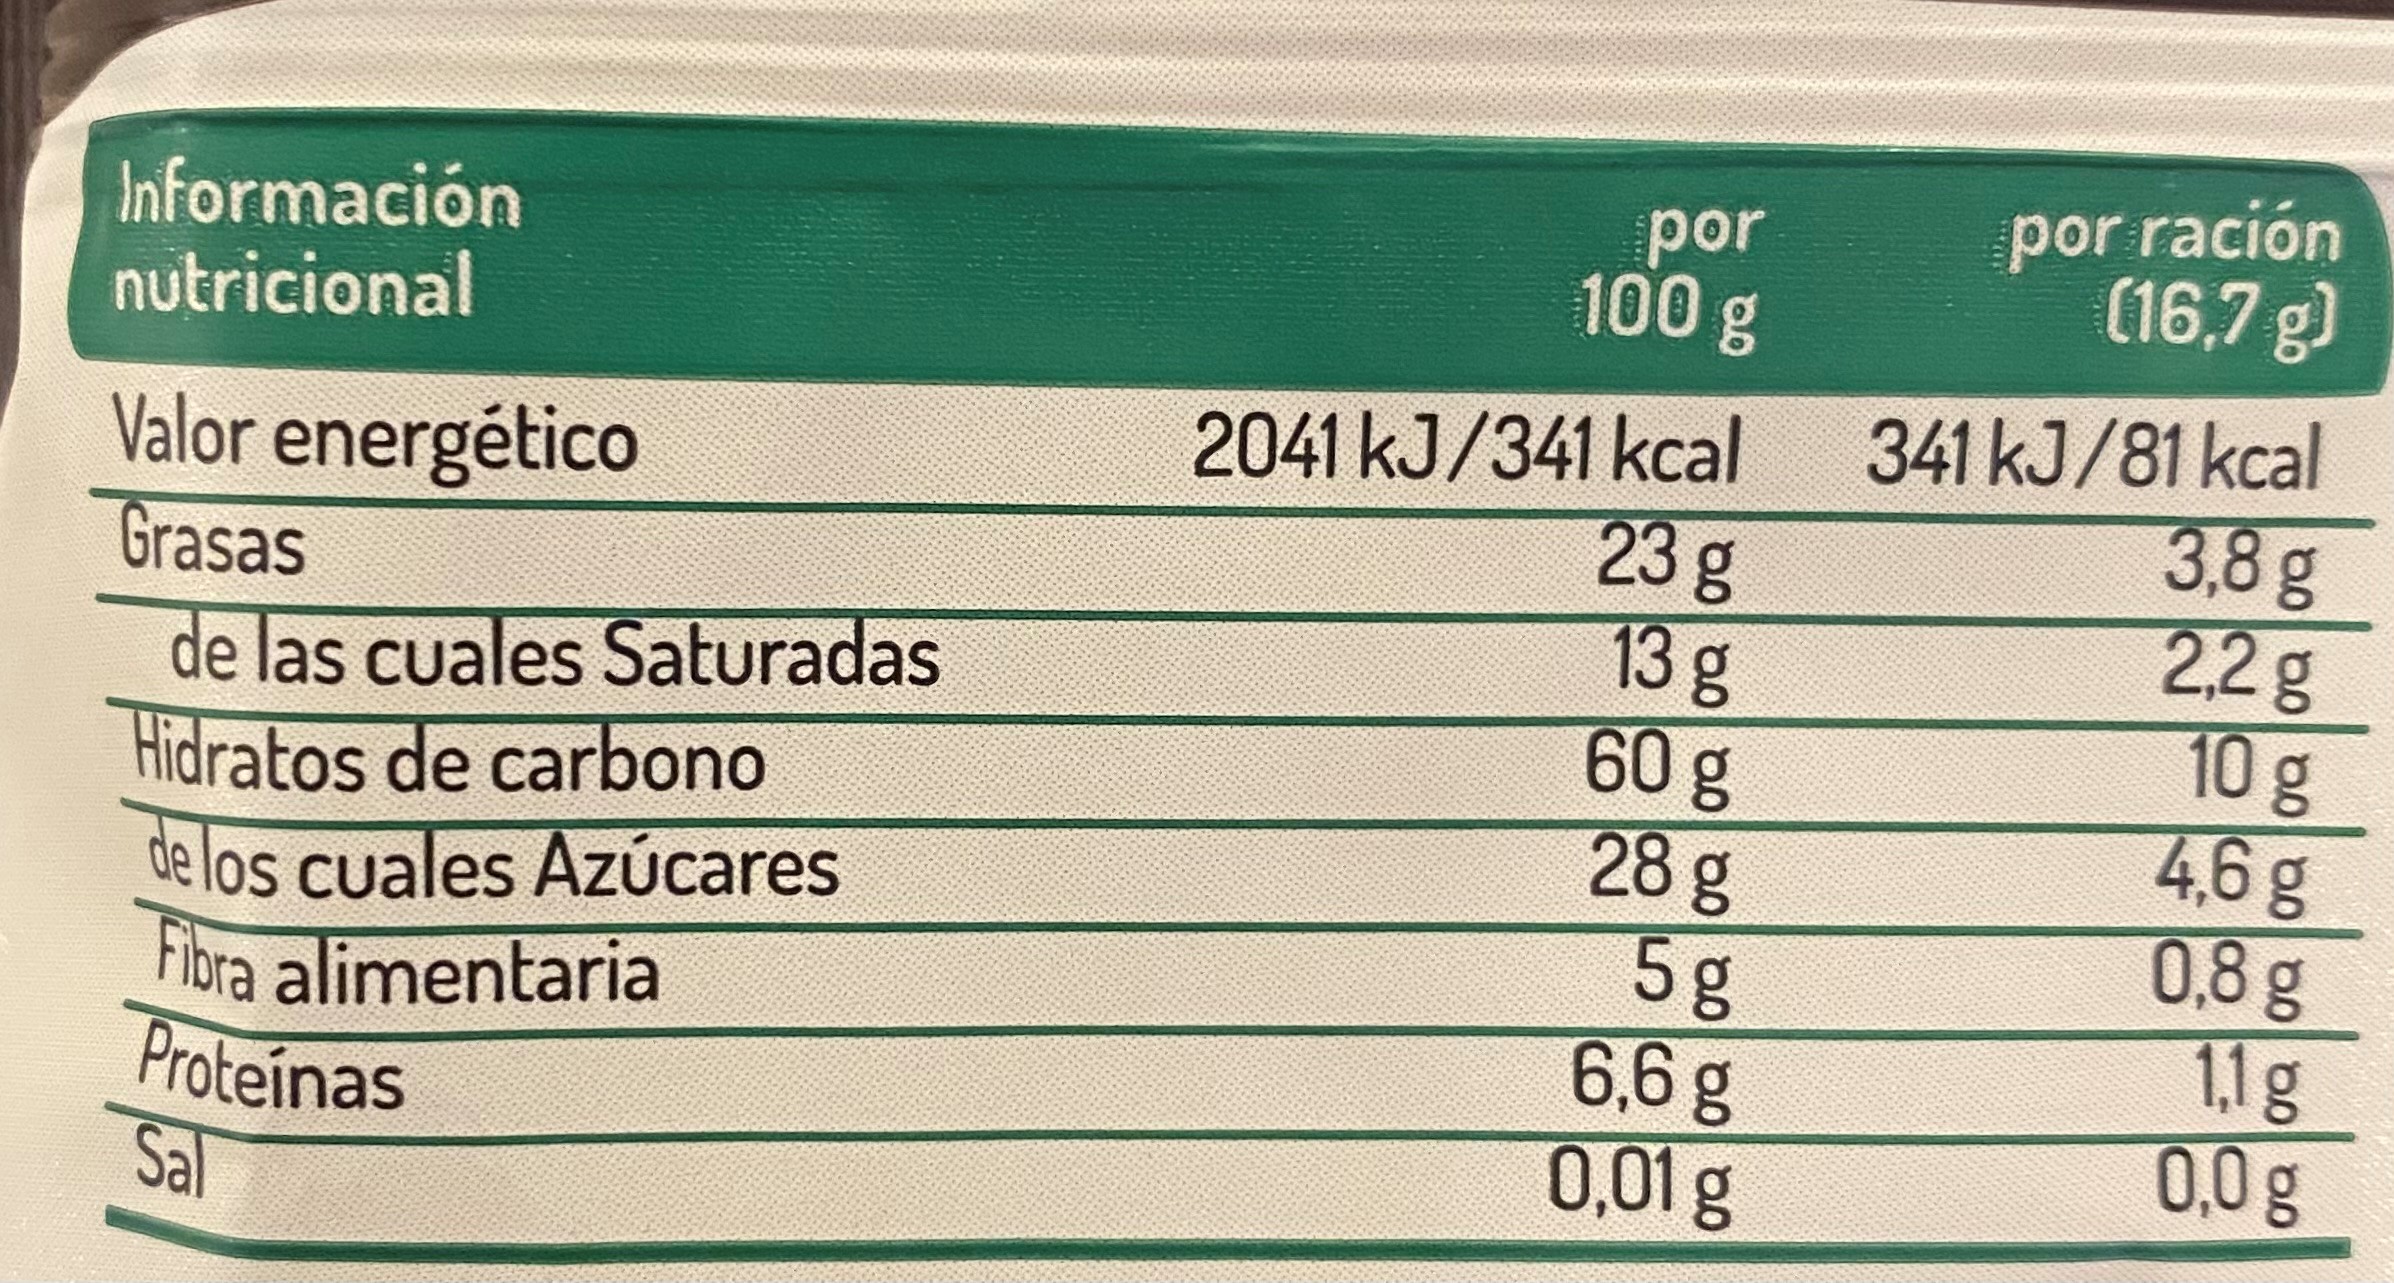 Información
nutricional
por
100 g
por ración
(16,7 g)
Valor energético 2041 kJ/341 kcal 341 kJ/81 kcal
Grasas 23 g 3,8 g
de las cuales Saturadas 13 g 2,2 g
Hidratos de carbono 60 g 10 g
de los cuales Azúcares 28 g 4,6 g
Fibra alimentaria 5 g 0,8 g
Proteínas 6,6 g 1,1 g
Sal 0,01 g 0,0 g